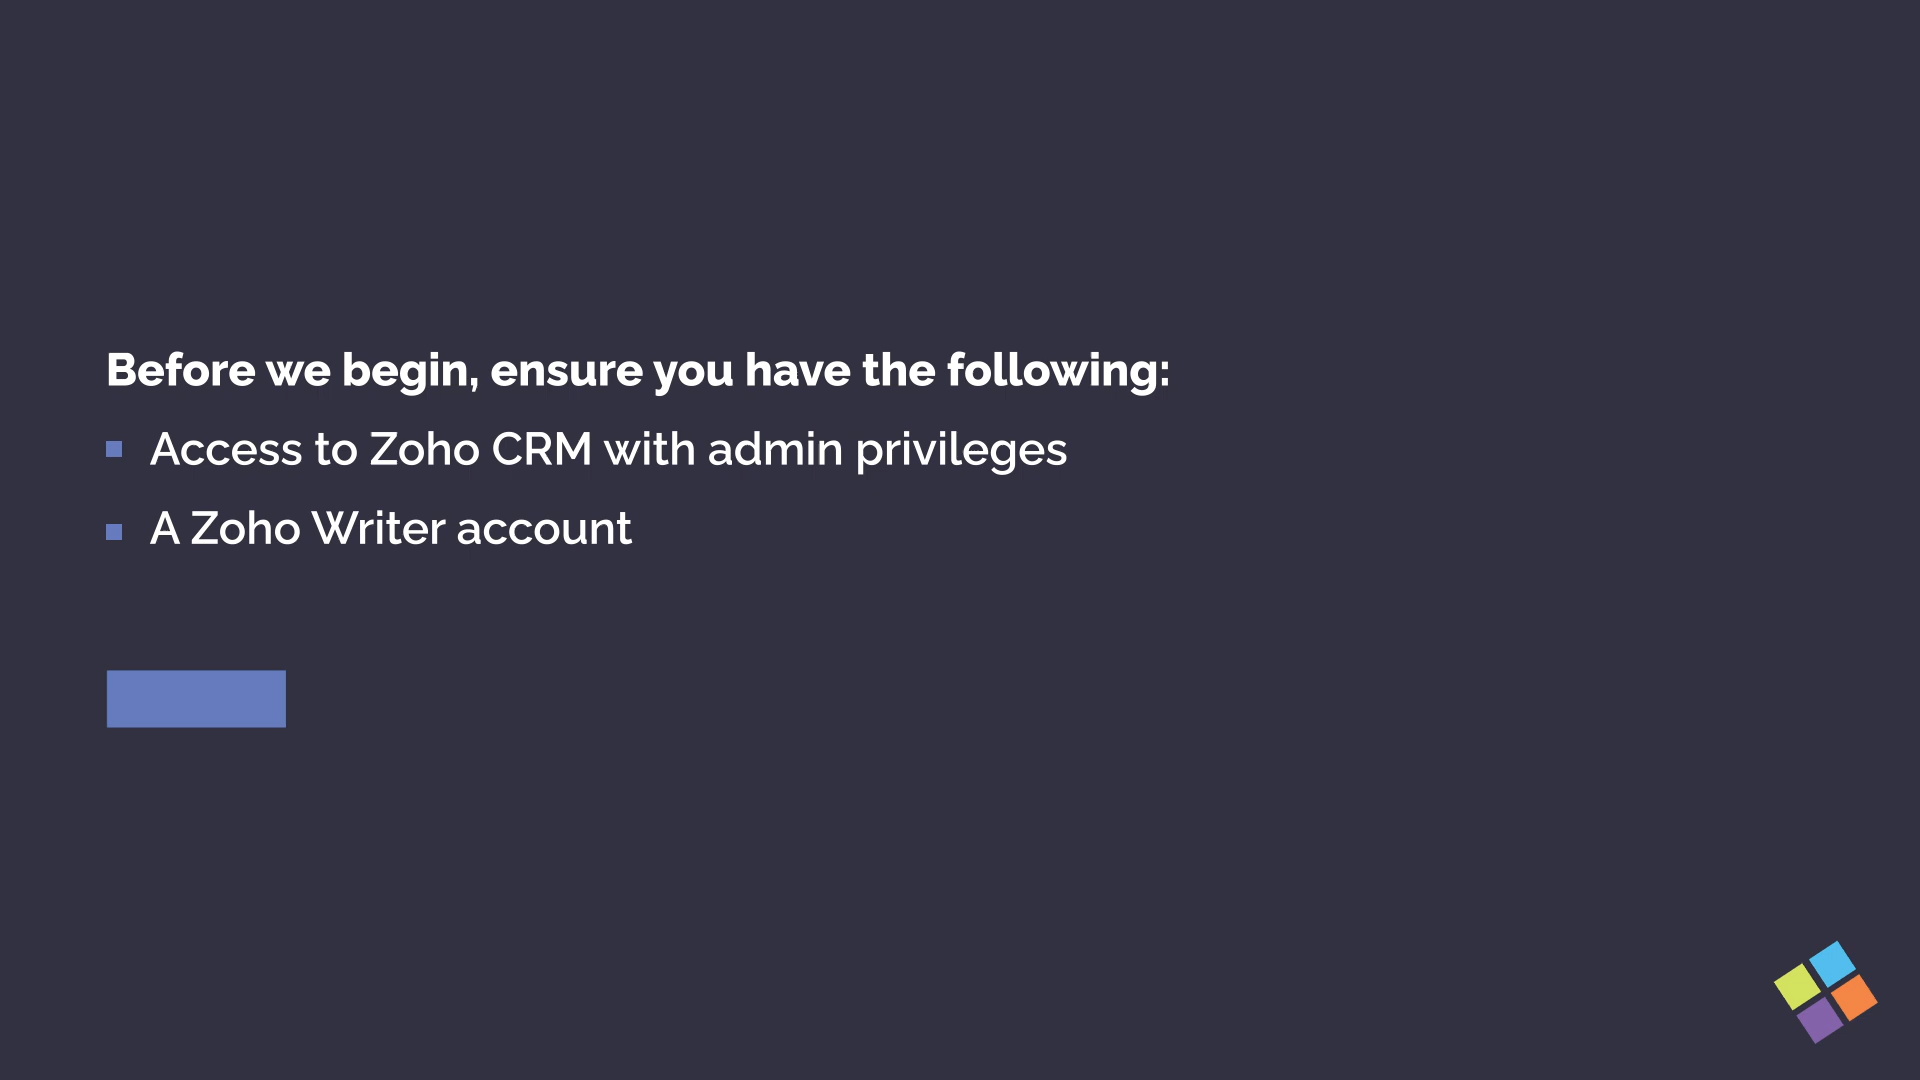 Before we begin, ensure you have the following:
Access to Zoho CRM with admin privileges
A Zoho Writer account